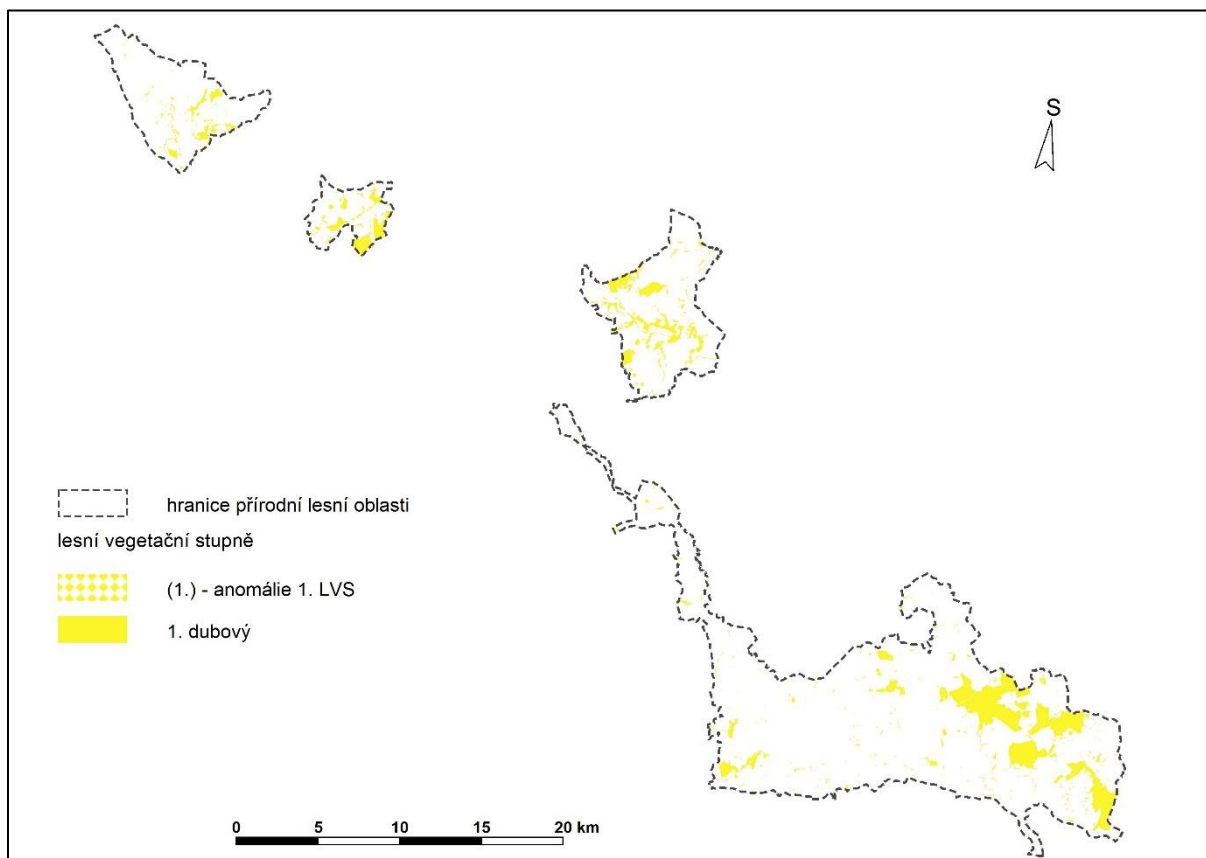 S
hranice přírodní lesní oblasti
lesní vegetační stupně
(1.) - anomálie 1. LVS
1. dubový
0 5 10 15 20 km